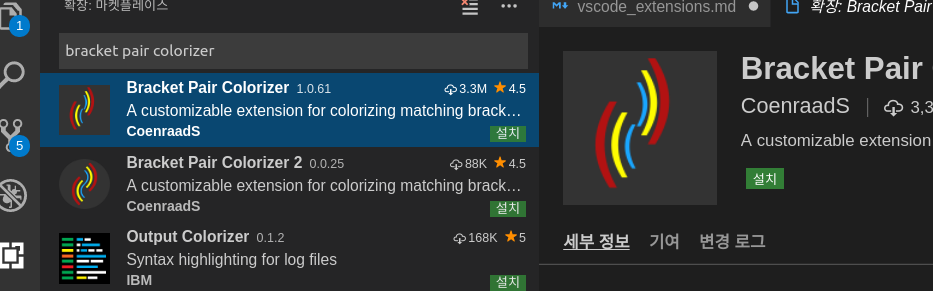 확장: 마켓플레이스
bracket pair colorizer
Bracket Pair Colorizer 1.0.61 3.3M 4.5
A customizable extension for colorizing matching brack…
CoenraadS 설치
Bracket Pair Colorizer 2 0.0.25 88K 4.5
A customizable extension for colorizing matching brack…
CoenraadS 설치
Output Colorizer 0.1.2 168K 5
Syntax highlighting for log files
IBM 설치
1
5
vscode_extensions.md 확장: Bracket Pair
Bracket Pair
CoenraadS 3,3
A customizable extension
설치
세부 정보 기여 변경 로그